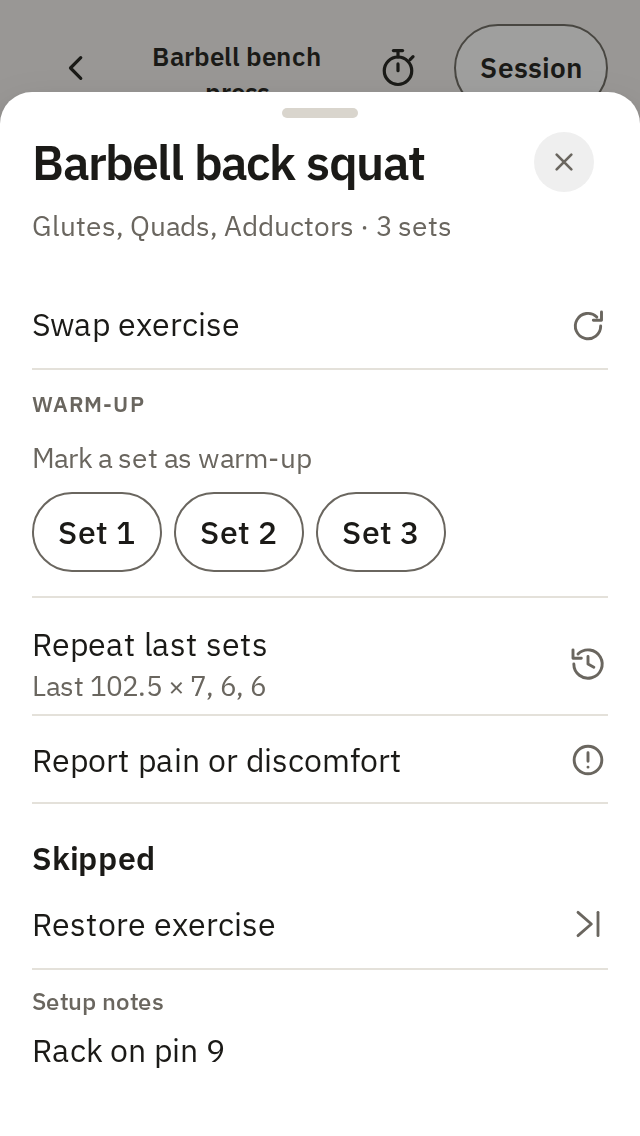 Barbell bench
press
Session
Barbell back squat
Glutes, Quads, Adductors · 3 sets
Swap exercise
WARM-UP
Mark a set as warm-up
Set 1
Set 2
Set 3
Repeat last sets
Last 102.5 × 7, 6, 6
Report pain or discomfort
Skipped
Restore exercise
Setup notes
Rack on pin 9